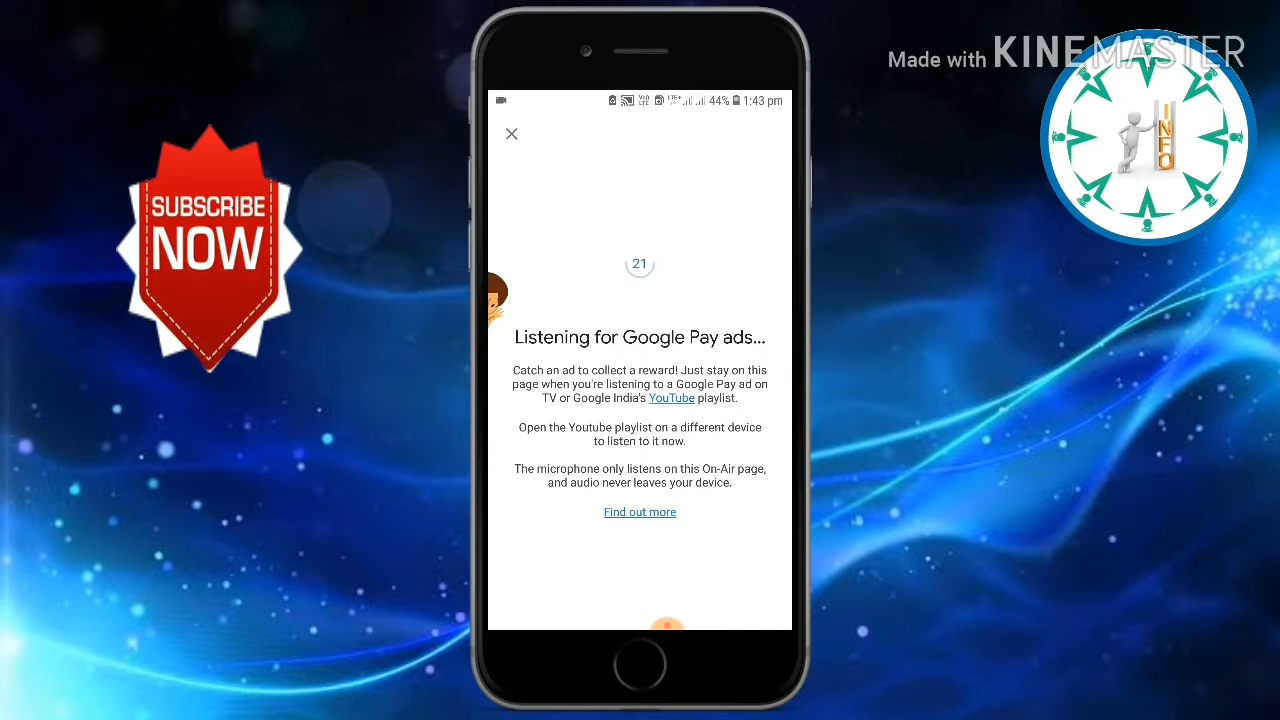 Made with KINEMASTER
SUBSCRIBE
NOW
INFO
44% 1:43 pm
21
Listening for Google Pay ads...
Catch an ad to collect a reward! Just stay on this
page when you're listening to a Google Pay ad on
TV or Google India's YouTube playlist.
Open the Youtube playlist on a different device
to listen to it now.
The microphone only listens on this On-Air page,
and audio never leaves your device.
Find out more